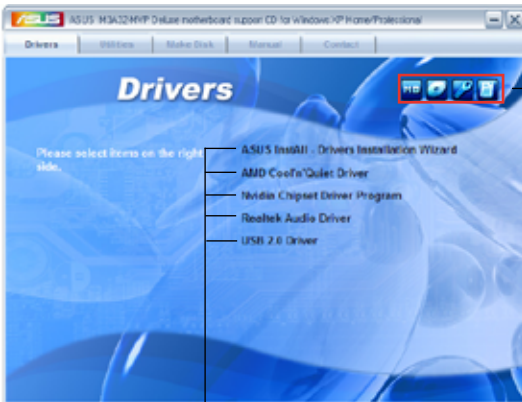 ASUS ASUS M3A32-MVP Deluxe motherboard support CD for Windows XP Home/Professional
Drivers Utilities Make Disk Manual Contact
Drivers
Please select items on the right side.
ASUS InstAll - Drivers Installation Wizard
AMD Cool'n'Quiet Driver
Nvidia Chipset Driver Program
Realtek Audio Driver
USB 2.0 Driver